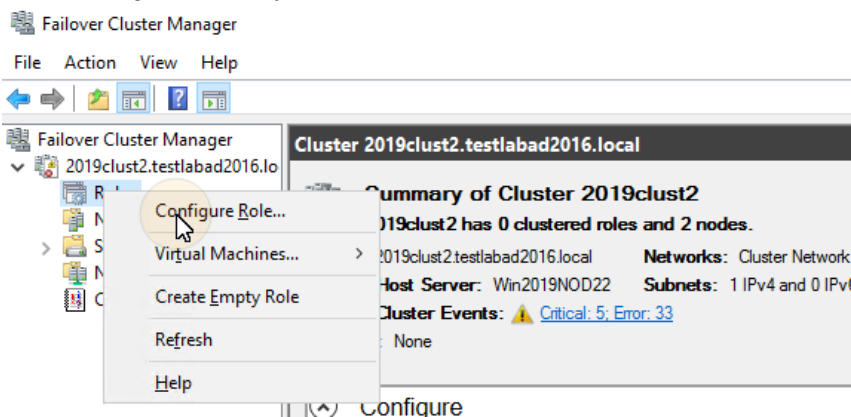 Failover Cluster Manager
File Action View Help
Failover Cluster Manager
2019clust2.testlabad2016.lo
R
N
S
N
C
Configure Role...
Virtual Machines...
Create Empty Role
Refresh
Help
Cluster 2019clust2.testlabad2016.local
Summary of Cluster 2019clust2
019clust2 has 0 clustered roles and 2 nodes.
2019clust2.testlabad2016.local Networks: Cluster Network
Host Server: Win2019NOD22 Subnets: 1 IPv4 and 0 IPv6
Cluster Events: Critical: 5; Error: 33
: None
Configure